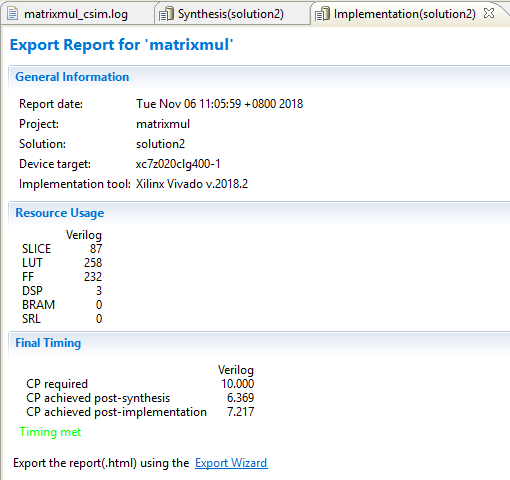 matrixmul_csim.log Synthesis(solution2) Implementation(solution2)
Export Report for 'matrixmul'
General Information
Report date: Tue Nov 06 11:05:59 +0800 2018
Project: matrixmul
Solution: solution2
Device target: xc7z020clg400-1
Implementation tool: Xilinx Vivado v.2018.2
Resource Usage
Verilog
SLICE 87
LUT 258
FF 232
DSP 3
BRAM 0
SRL 0
Final Timing
Verilog
CP required 10.000
CP achieved post-synthesis 6.369
CP achieved post-implementation 7.217
Timing met
Export the report(.html) using the Export Wizard